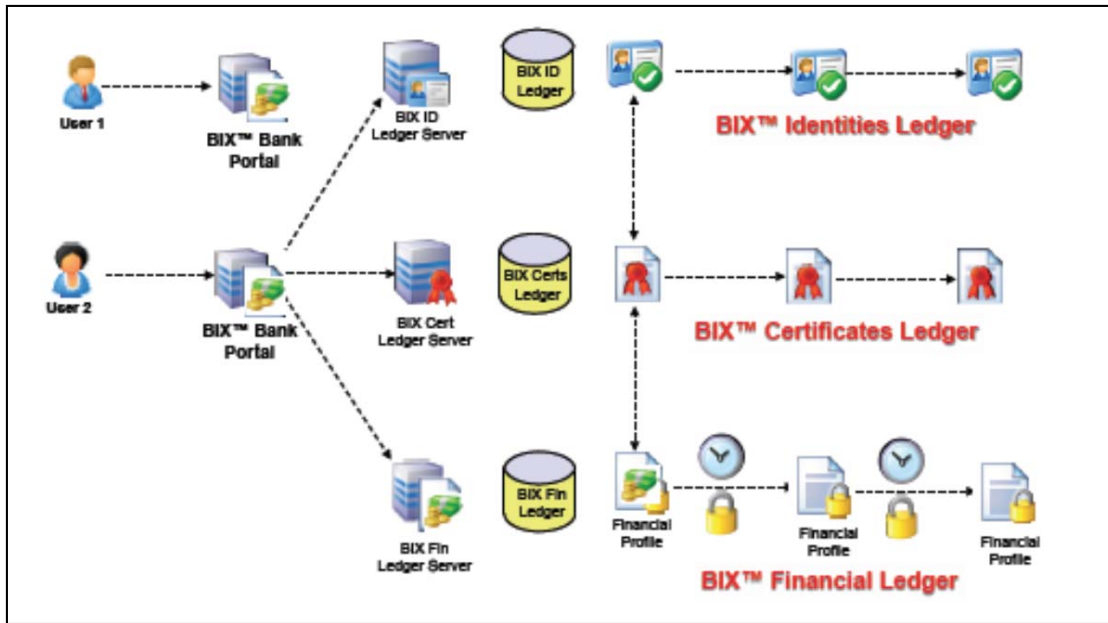 User 1
BIX™ Bank
Portal
BIX ID
Ledger Server
BIX ID
Ledger
BIX™ Identities Ledger
User 2
BIX™ Bank
Portal
BIX Cert
Ledger Server
BIX Certs
Ledger
BIX™ Certificates Ledger
BIX Fin
Ledger Server
BIX Fin
Ledger
Financial
Profile
Financial
Profile
Financial
Profile
BIX™ Financial Ledger